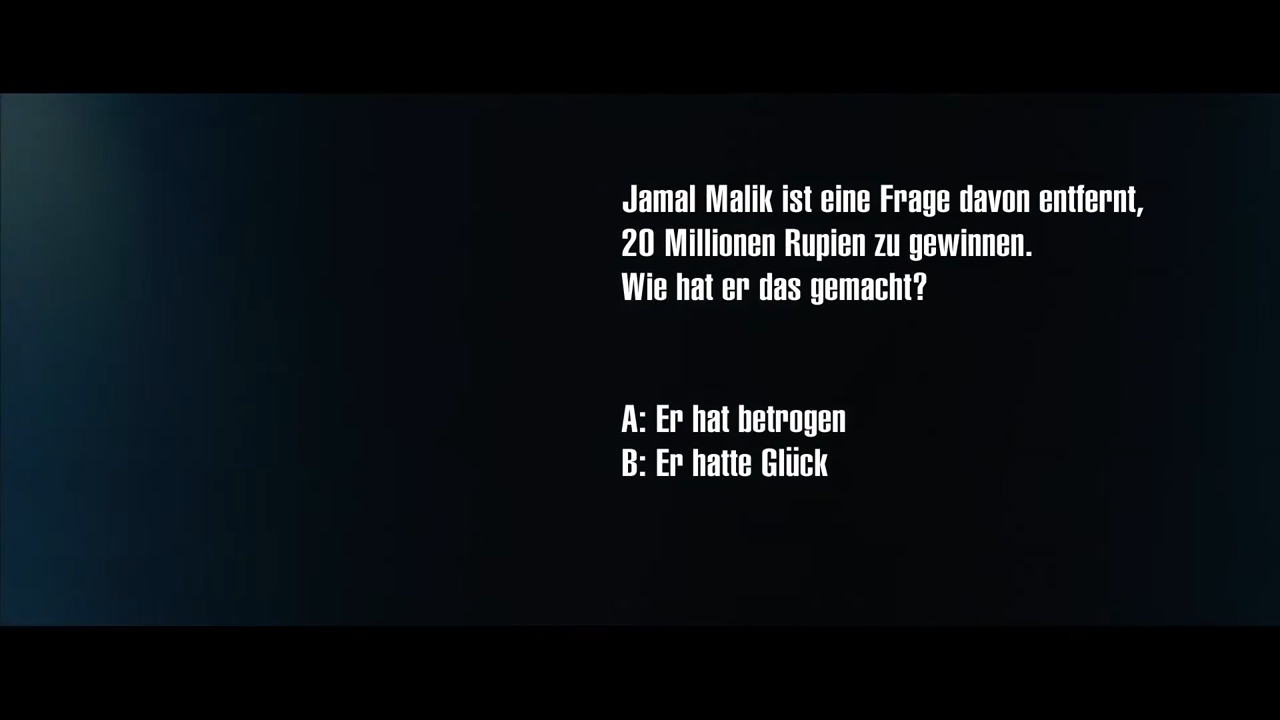 Jamal Malik ist eine Frage davon entfernt,
20 Millionen Rupien zu gewinnen.
Wie hat er das gemacht?
A: Er hat betrogen
B: Er hatte Glück